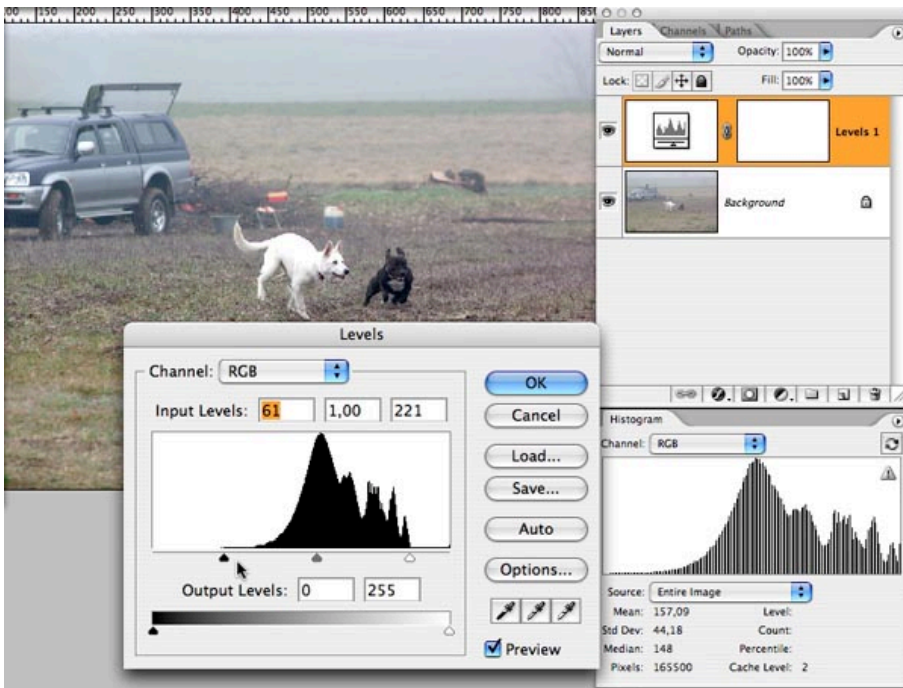 00 150 200 250 300 350 400 450 500 550 600 650 700 750 800 85
Layers Channels Paths
Normal Opacity: 100%
Lock: Fill: 100%
Levels 1
Background
Levels
Channel: RGB
Input Levels: 61 1,00 221
Output Levels: 0 255
OK
Cancel
Load...
Save...
Auto
Options...
Preview
Histogram
Channel: RGB
Source: Entire Image
Mean: 157,09 Level:
Std Dev: 44,18 Count:
Median: 148 Percentile:
Pixels: 165500 Cache Level: 2